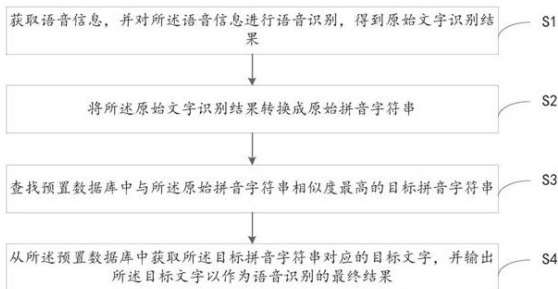 获取语音信息，并对所述语音信息进行语音识别，得到原始文字识别结
果
S1
将所述原始文字识别结果转换成原始拼音字符串
S2
查找预置数据库中与所述原始拼音字符串相似度最高的目标拼音字符串
S3
从所述预置数据库中获取所述目标拼音字符串对应的目标文字，并输出
所述目标文字以作为语音识别的最终结果
S4